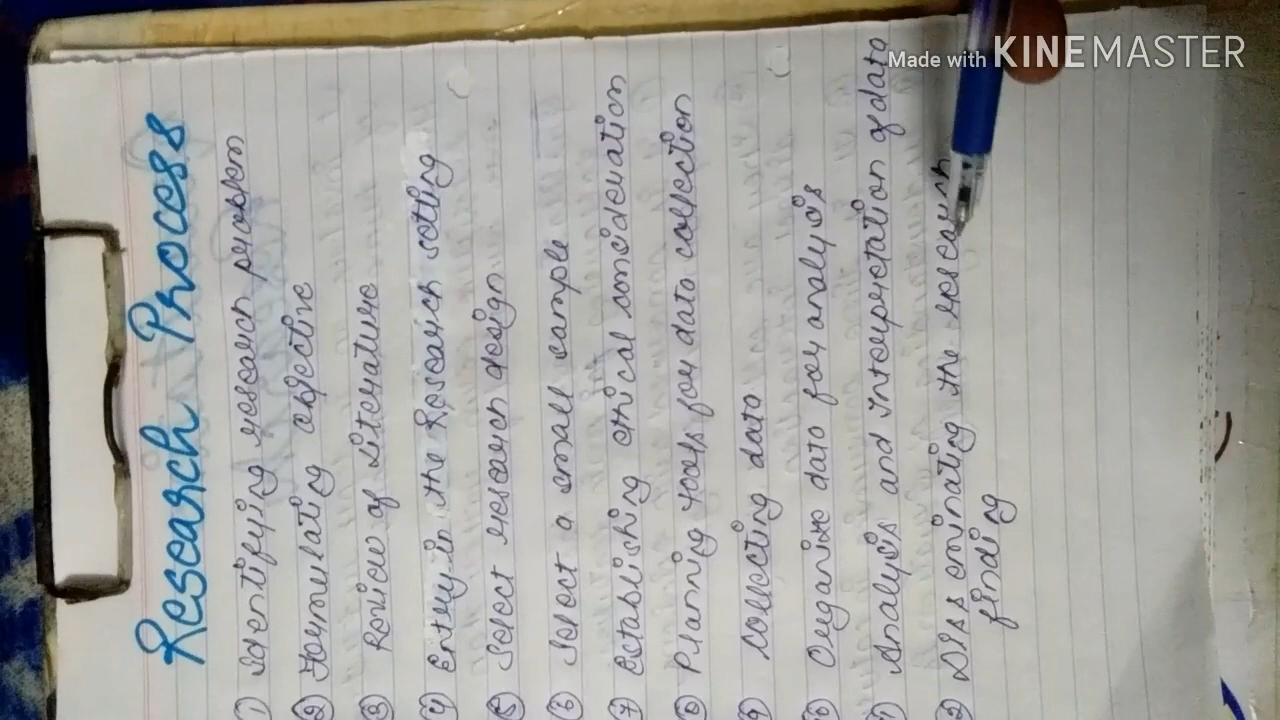 Research Process
1) Identifying research problem
2) Formulating objective
3) Review of Literature
4) Entry in the Research setting
5) Select research design
6) Select a small sample
7) Establishing ethical consideration
8) Planning tools for data collection
9) collecting data
10) Organise data for analysis
11) Analysis and Interpretation of data
12) Diss eminating the research
finding
Made with KINEMASTER